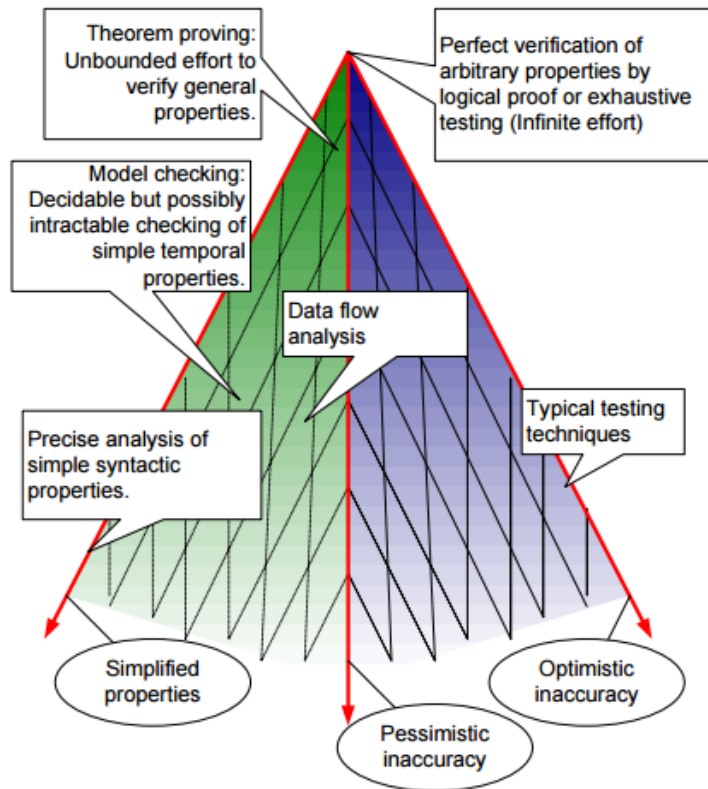 Theorem proving:
Unbounded effort to
verify general
properties.
Perfect verification of
arbitrary properties by
logical proof or exhaustive
testing (Infinite effort)
Model checking:
Decidable but possibly
intractable checking of
simple temporal
properties.
Data flow
analysis
Typical testing
techniques
Precise analysis of
simple syntactic
properties.
Simplified
properties
Optimistic
inaccuracy
Pessimistic
inaccuracy